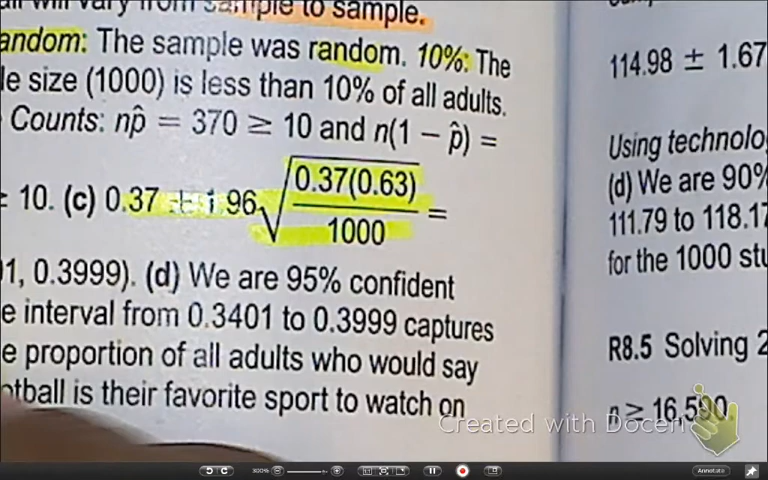 will vary from sample to sample.
andom: The sample was random. 10%: The
le size (1000) is less than 10% of all adults.
Counts: np̂ = 370 ≥ 10 and n(1 − p̂) =
≥ 10. (c) 0.37 ± 1.96√(0.37(0.63)/1000) =
1, 0.3999). (d) We are 95% confident
e interval from 0.3401 to 0.3999 captures
e proportion of all adults who would say
otball is their favorite sport to watch on
114.98 ± 1.67
Using technolo
(d) We are 90%
111.79 to 118.17
for the 1000 stu
R8.5 Solving 2
n ≥ 16,590.
Created with Doceri
300%
Annotate